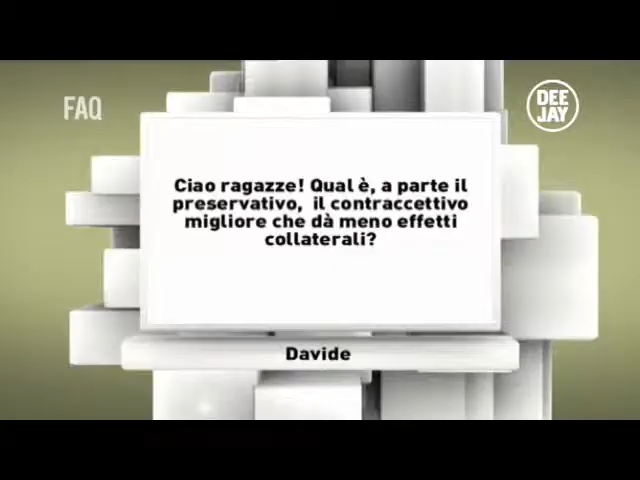 FAQ
DEE
JAY
Ciao ragazze! Qual è, a parte il
preservativo,  il contraccettivo
migliore che dà meno effetti
collaterali?
Davide